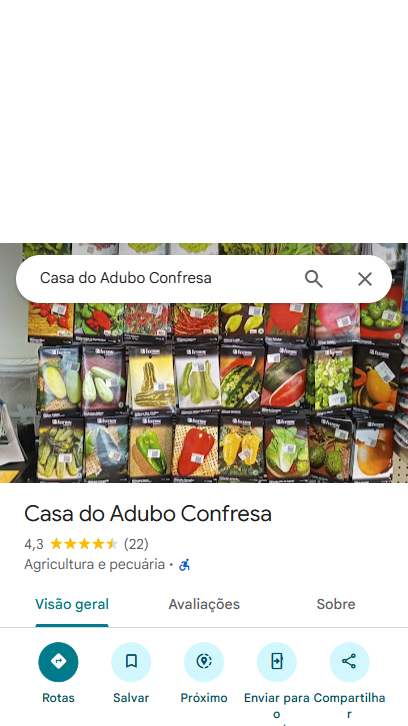 Casa do Adubo Confresa
Casa do Adubo Confresa
4,3 (22)
Agricultura e pecuária •
Visão geral Avaliações Sobre
Rotas Salvar Próximo Enviar para o Compartilhar